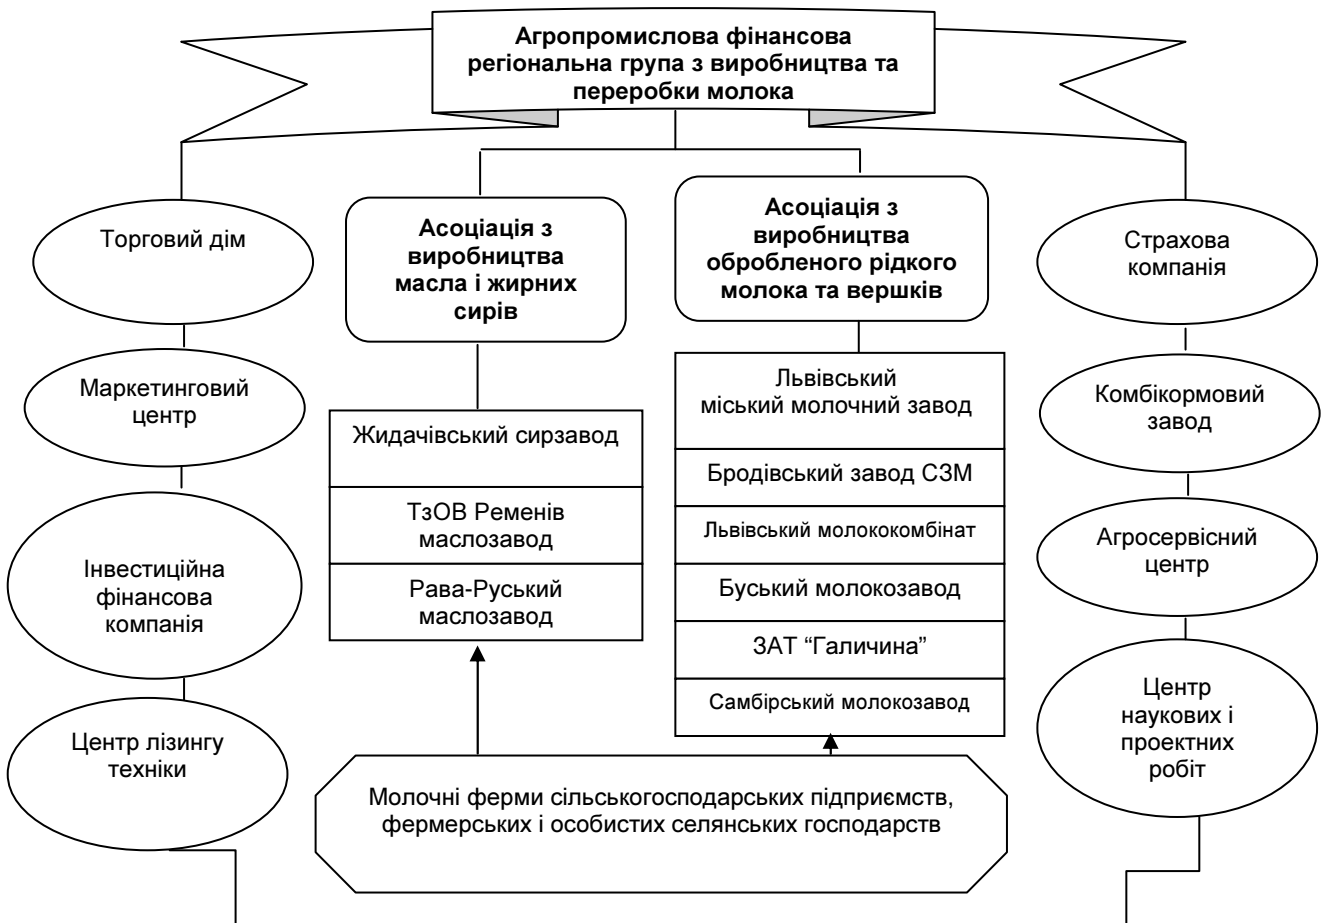 Агропромислова фінансова
регіональна група з виробництва та
переробки молока
Торговий дім
Маркетинговий
центр
Інвестиційна
фінансова
компанія
Центр лізингу
техніки
Асоціація з
виробництва
масла і жирних
сирів
Жидачівський сирзавод
ТзОВ Ременів
маслозавод
Рава-Руський
маслозавод
Асоціація з
виробництва
обробленого рідкого
молока та вершків
Львівський
міський молочний завод
Бродівський завод СЗМ
Львівський молококомбінат
Буський молокозавод
ЗАТ “Галичина”
Самбірський молокозавод
Страхова
компанія
Комбікормовий
завод
Агросервісний
центр
Центр
наукових і
проектних
робіт
Молочні ферми сільськогосподарських підприємств,
фермерських і особистих селянських господарств